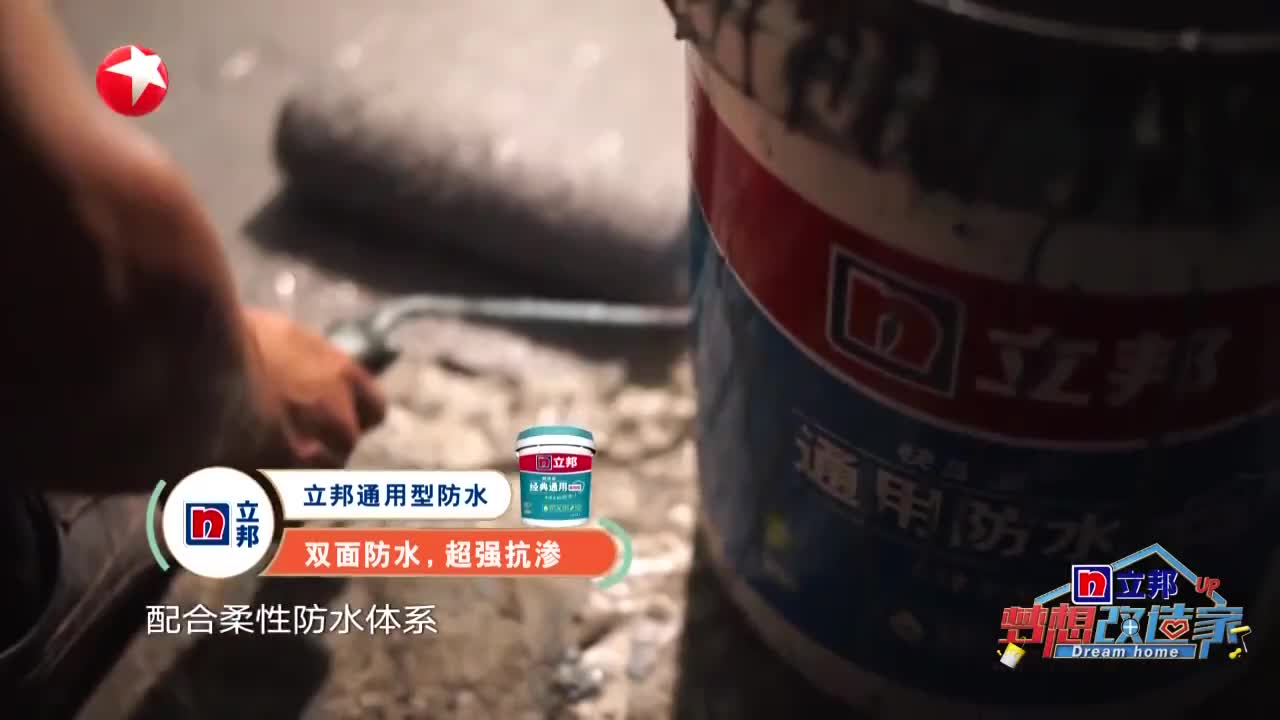 立邦
通用防水
立邦
经典通用
立邦
立邦通用型防水
双面防水，超强抗渗
配合柔性防水体系
立邦
UP
梦想改造家
Dream home